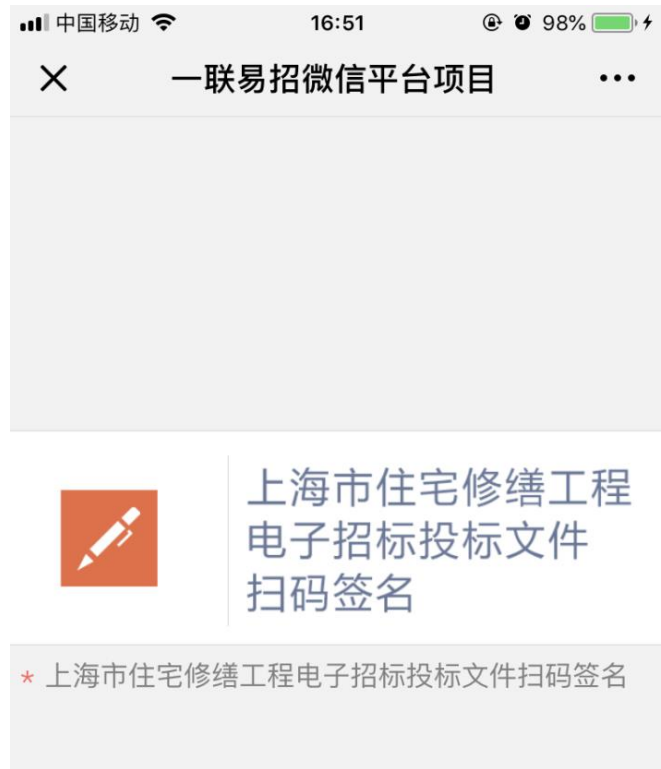 中国移动 16:51 98%
一联易招微信平台项目
上海市住宅修缮工程
电子招标投标文件
扫码签名
* 上海市住宅修缮工程电子招标投标文件扫码签名